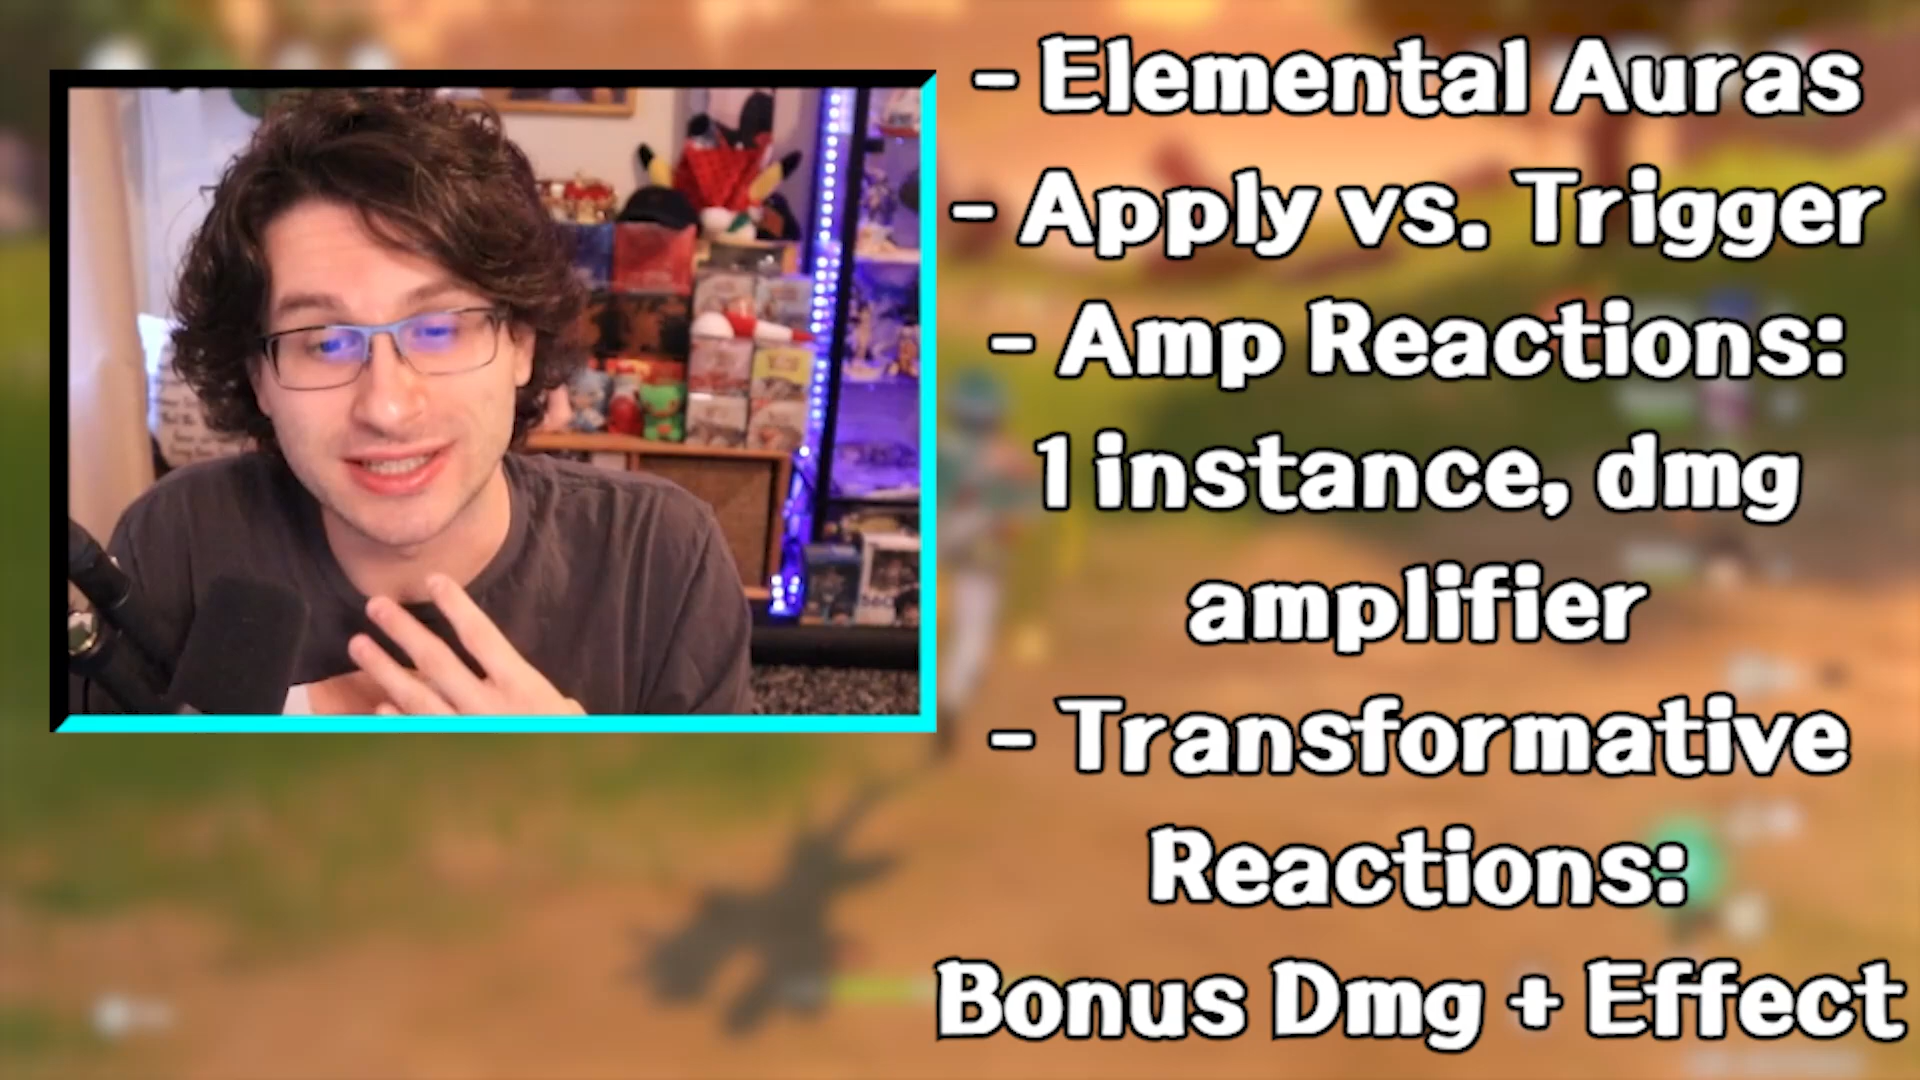 - Elemental Auras
- Apply vs. Trigger
- Amp Reactions:
1 instance, dmg
amplifier
- Transformative
Reactions:
Bonus Dmg + Effect